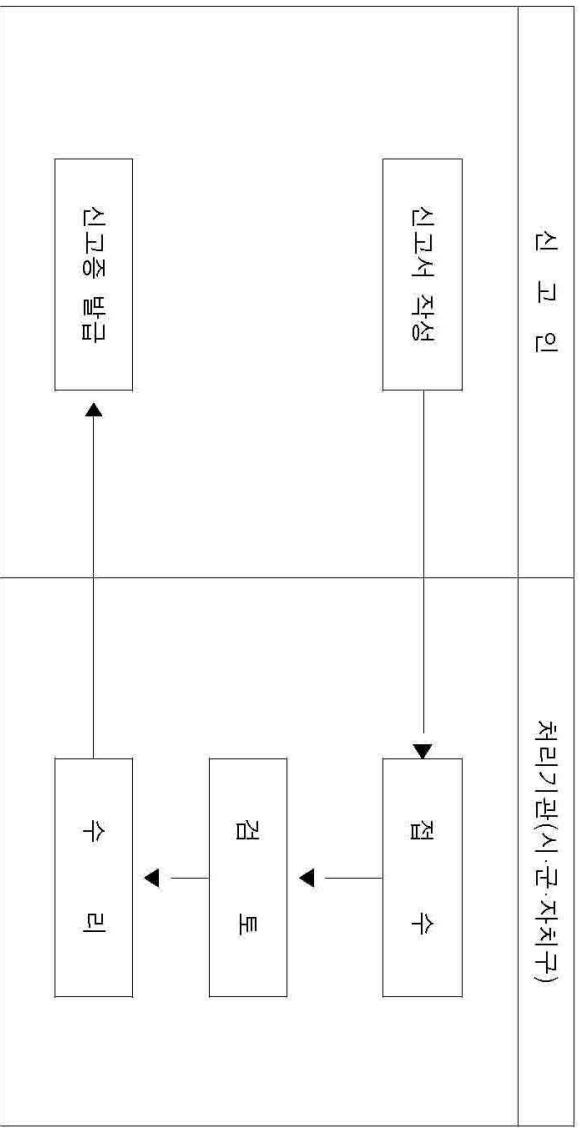 신 고 인
처리기관(시·군·자치구)
신고서 작성
접 수
검 토
신고증 발급
수 리